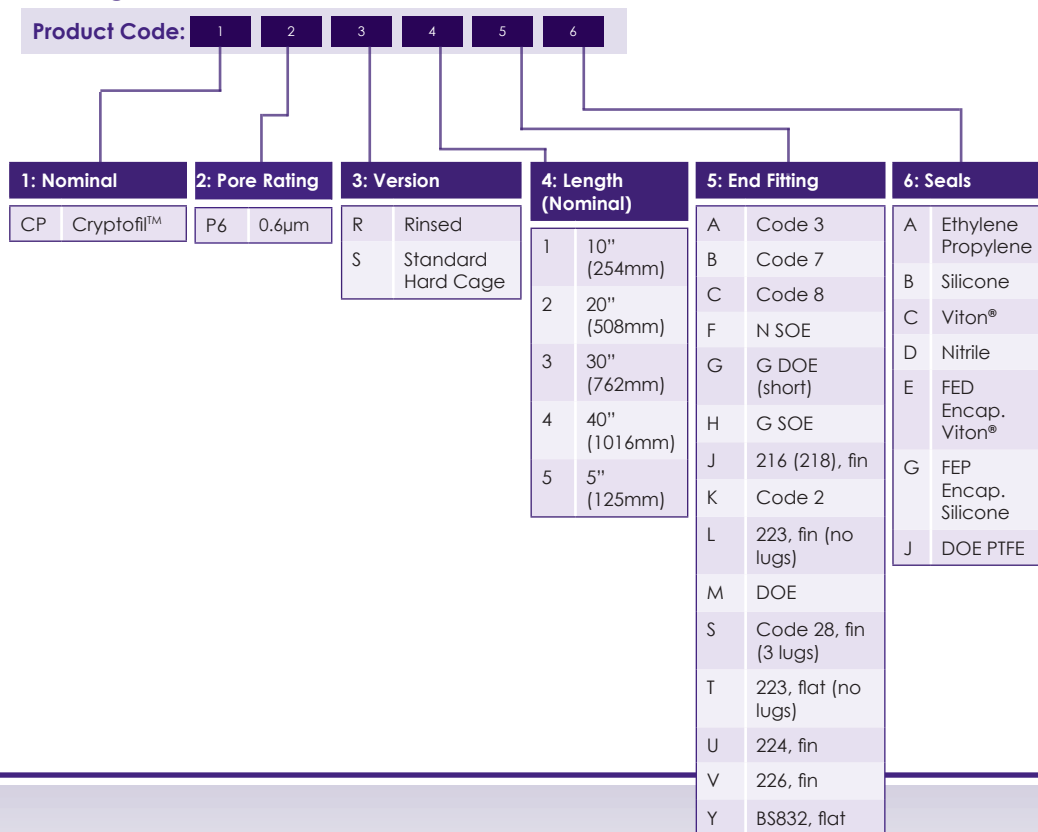 Product Code: 1 2 3 4 5 6
1: Nominal
CP Cryptofil™
2: Pore Rating
P6 0.6µm
3: Version
R Rinsed
S Standard
Hard Cage
4: Length
(Nominal)
1 10”
(254mm)
2 20”
(508mm)
3 30”
(762mm)
4 40”
(1016mm)
5 5”
(125mm)
5: End Fitting
A Code 3
B Code 7
C Code 8
F N SOE
G G DOE
(short)
H G SOE
J 216 (218), fin
K Code 2
L 223, fin (no
lugs)
M DOE
S Code 28, fin
(3 lugs)
T 223, flat (no
lugs)
U 224, fin
V 226, fin
Y BS832, flat
6: Seals
A Ethylene
Propylene
B Silicone
C Viton®
D Nitrile
E FED
Encap.
Viton®
G FEP
Encap.
Silicone
J DOE PTFE